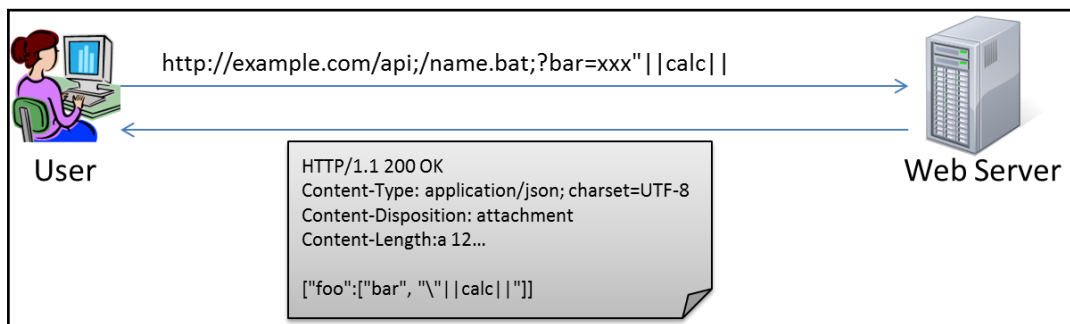 http://example.com/api;/name.bat;?bar=xxx"||calc||
User
Web Server
HTTP/1.1 200 OK
Content-Type: application/json; charset=UTF-8
Content-Disposition: attachment
Content-Length:a 12...
["foo":["bar", "\"||calc||"]]